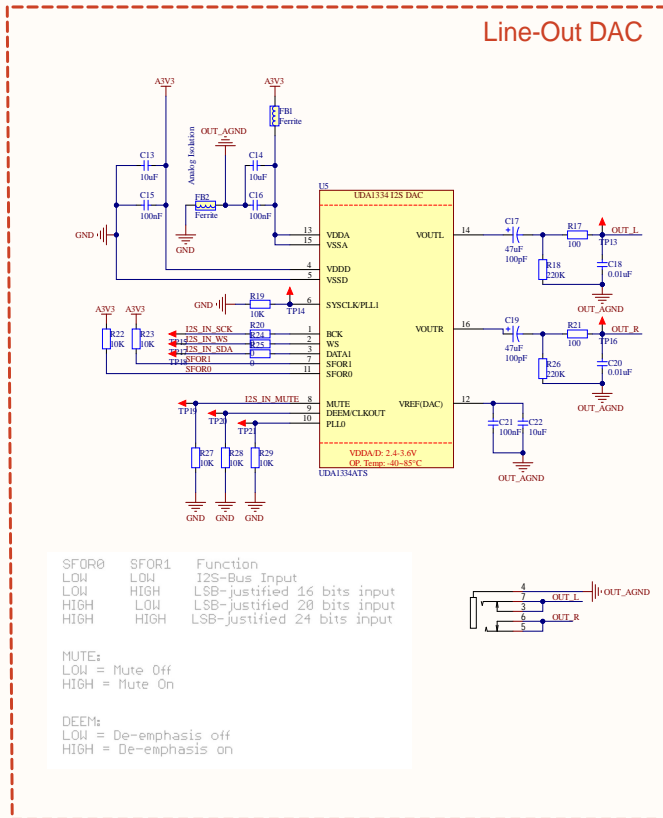 Line-Out DAC
A3V3
A3V3
FB1
Ferrite
Analog Isolation
OUT_AGND
C13
10uF
C14
10uF
C15
100nF
FB2
Ferrite
C16
100nF
GND
GND
U5
UDA1334 I2S DAC
13 VDDA
15 VSSA
4 VDDD
5 VSSD
6 SYSCLK/PLL1
1 BCK
2 WS
3 DATA1
7 SFOR1
11 SFOR0
8 MUTE
9 DEEM/CLKOUT
10 PLL0
VOUTL 14
VOUTR 16
VREF(DAC) 12
VDDA/D: 2.4-3.6V
OP. Temp: -40~85°C
UDA1334ATS
GND
R19
10K
TP14
A3V3
A3V3
R22
10K
R23
10K
I2S_IN_SCK
R20
TP15
I2S_IN_WS
R24
TP17
I2S_IN_SDA
R25
0
TP18
SFOR1
0
SFOR0
I2S_IN_MUTE
TP19
TP20
TP21
R27
10K
R28
10K
R29
10K
GND
GND
GND
C17
47uF
100pF
R17
100
OUT_L
TP13
R18
220K
C18
0.01uF
OUT_AGND
C19
47uF
100pF
R21
100
OUT_R
TP16
R26
220K
C20
0.01uF
OUT_AGND
C21
100nF
C22
10uF
OUT_AGND
4
7 OUT_L
3
6 OUT_R
5
OUT_AGND
SFOR0 SFOR1 Function
LOW LOW I2S-Bus Input
LOW HIGH LSB-justified 16 bits input
HIGH LOW LSB-justified 20 bits input
HIGH HIGH LSB-justified 24 bits input
MUTE:
LOW = Mute Off
HIGH = Mute On
DEEM:
LOW = De-emphasis off
HIGH = De-emphasis on